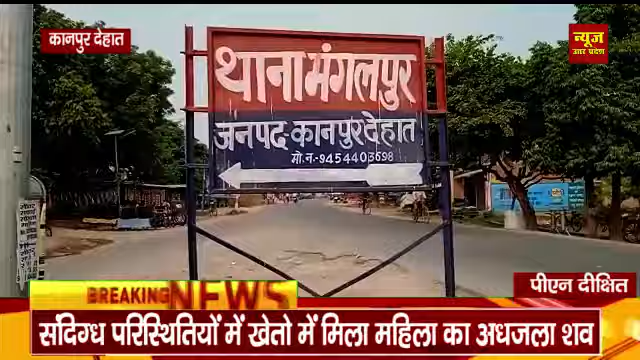 कानपुर देहात
न्यूज़
उत्तर प्रदेश
थाना मंगलपुर
जनपद-कानपुर देहात
मो.न.-9454403698
पीएन दीक्षित
BREAKING NEWS
संदिग्ध परिस्थितियों में खेतो में मिला महिला का अधजला शव